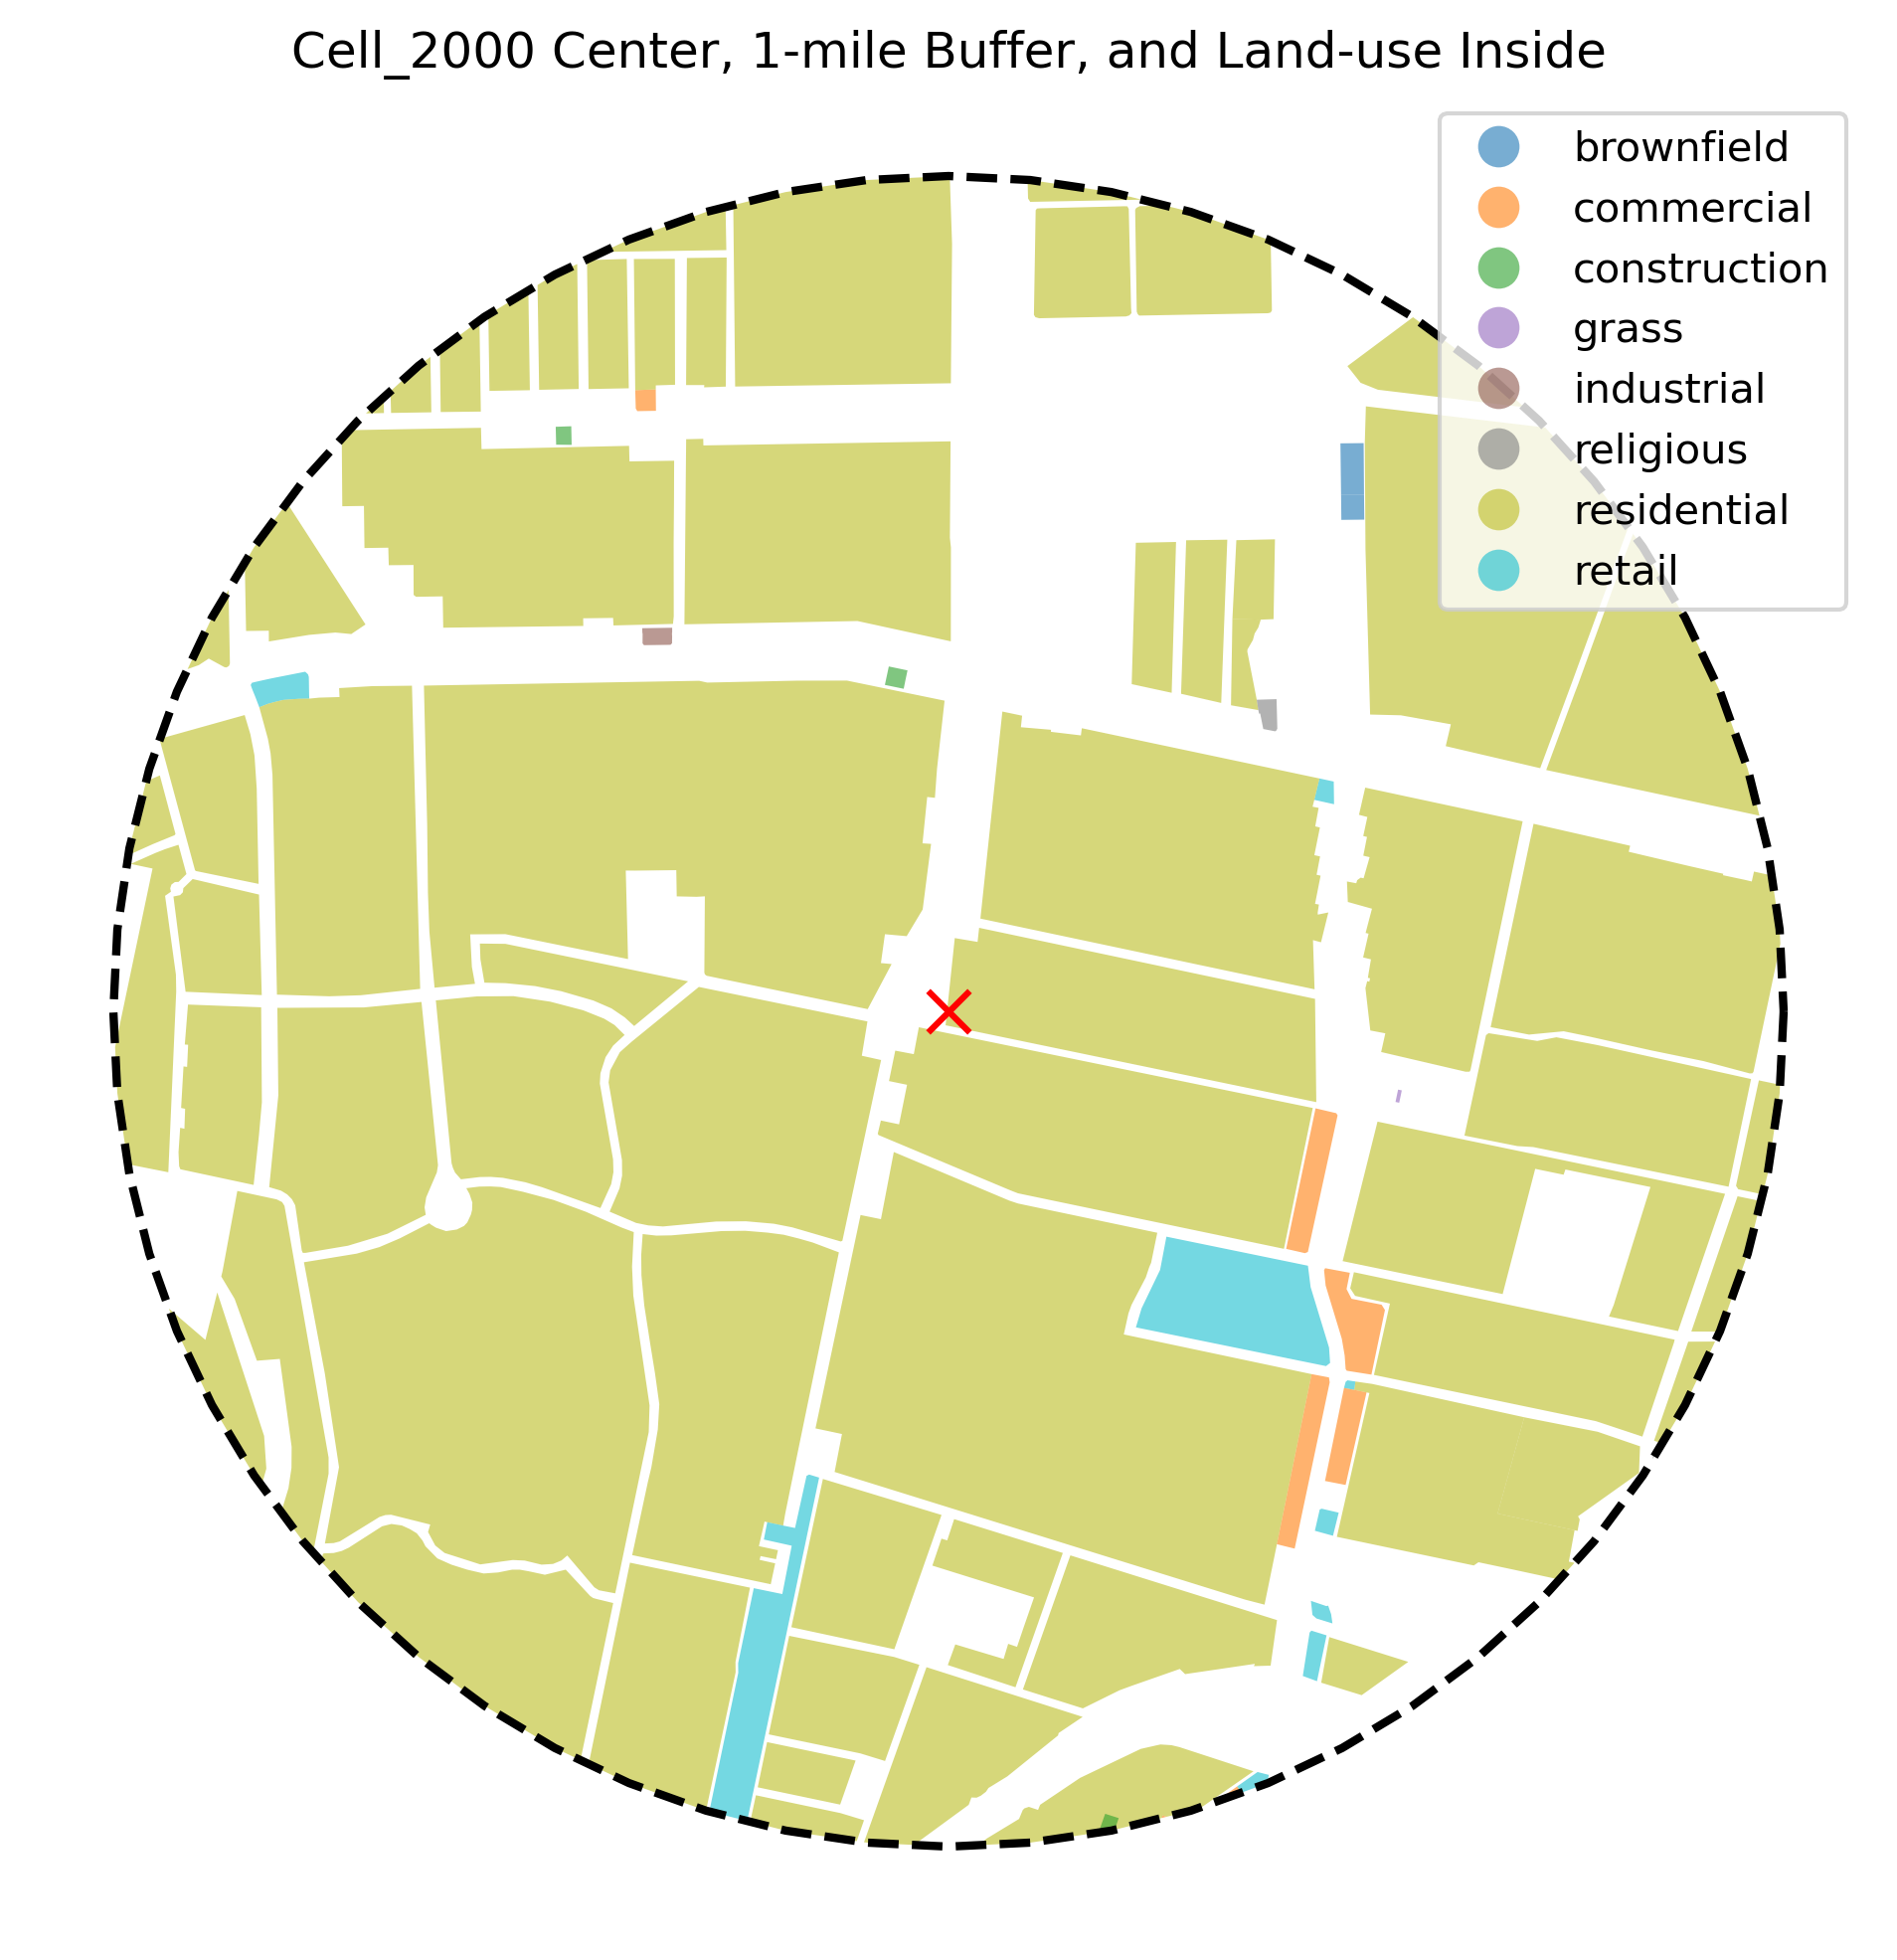 Cell_2000 Center, 1-mile Buffer, and Land-use Inside
brownfield
commercial
construction
grass
industrial
religious
residential
retail